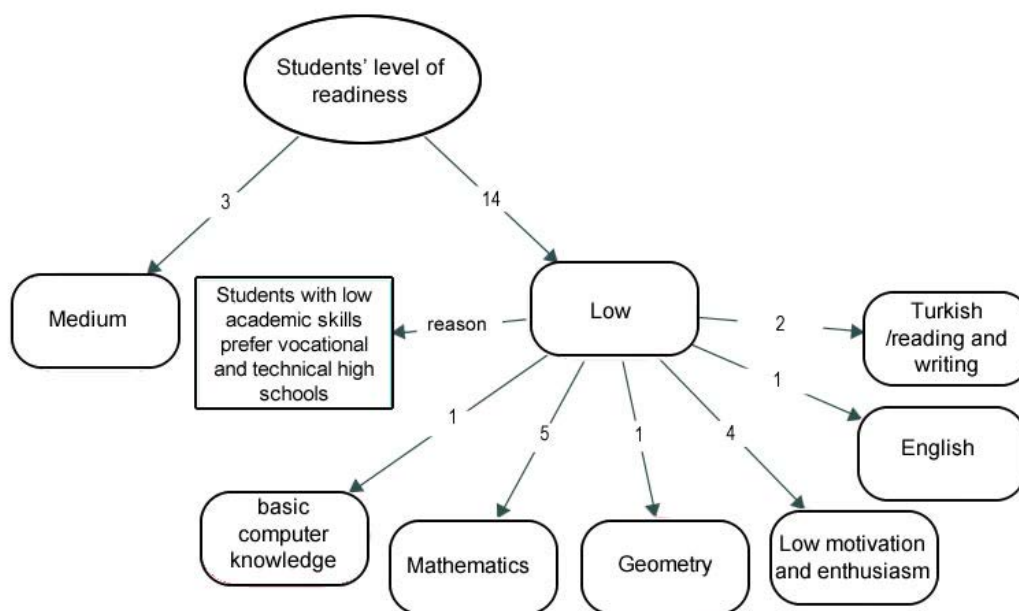 Students' level of
readiness
3
14
Medium
Students with low
academic skills
prefer vocational
and technical high
schools
reason
Low
2
Turkish
/reading and
writing
1
English
1
5
1
4
basic
computer
knowledge
Mathematics
Geometry
Low motivation
and enthusiasm